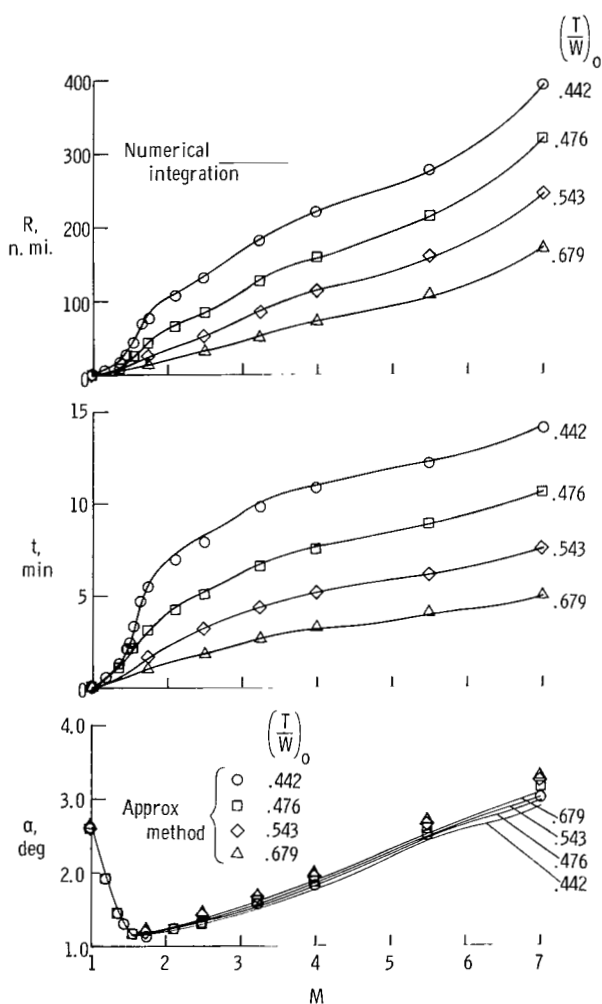 (T/W)o
400
.442
.476
Numerical
integration
300
R,
n. mi.
200
.543
.679
100
0
15
.442
.476
10
t,
min
.543
5
.679
0
4.0
(T/W)o
.442
Approx
method
.476
.543
.679
3.0
α,
deg
.679
.543
.476
.442
2.0
1.0
1
2
3
4
5
6
7
M